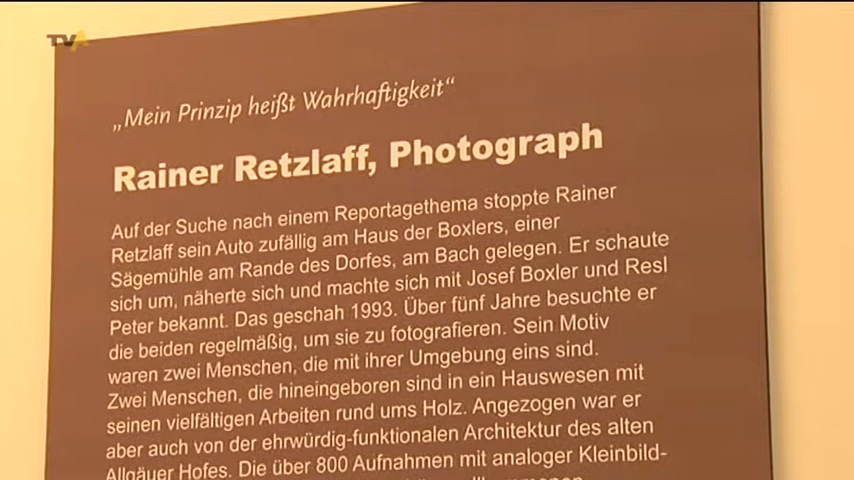 TVA
„Mein Prinzip heißt Wahrhaftigkeit“
Rainer Retzlaff, Photograph
Auf der Suche nach einem Reportagethema stoppte Rainer
Retzlaff sein Auto zufällig am Haus der Boxlers, einer
Sägemühle am Rande des Dorfes, am Bach gelegen. Er schaute
sich um, näherte sich und machte sich mit Josef Boxler und Resl
Peter bekannt. Das geschah 1993. Über fünf Jahre besuchte er
die beiden regelmäßig, um sie zu fotografieren. Sein Motiv
waren zwei Menschen, die mit ihrer Umgebung eins sind.
Zwei Menschen, die hineingeboren sind in ein Hauswesen mit
seinen vielfältigen Arbeiten rund ums Holz. Angezogen war er
aber auch von der ehrwürdig-funktionalen Architektur des alten
Allgäuer Hofes. Die über 800 Aufnahmen mit analoger Kleinbild-